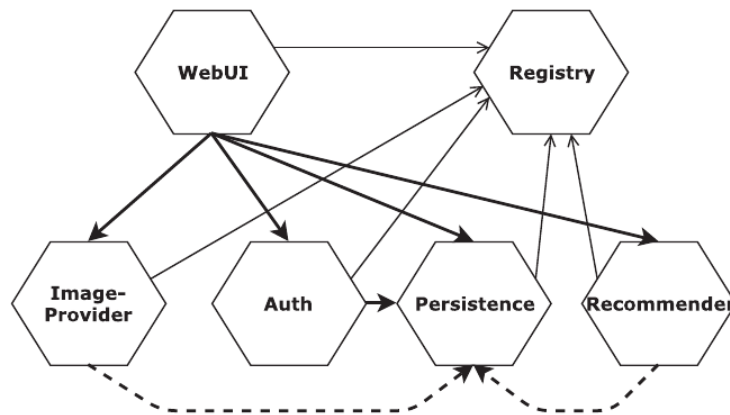 WebUI
Registry
Image-
Provider
Auth
Persistence
Recommender